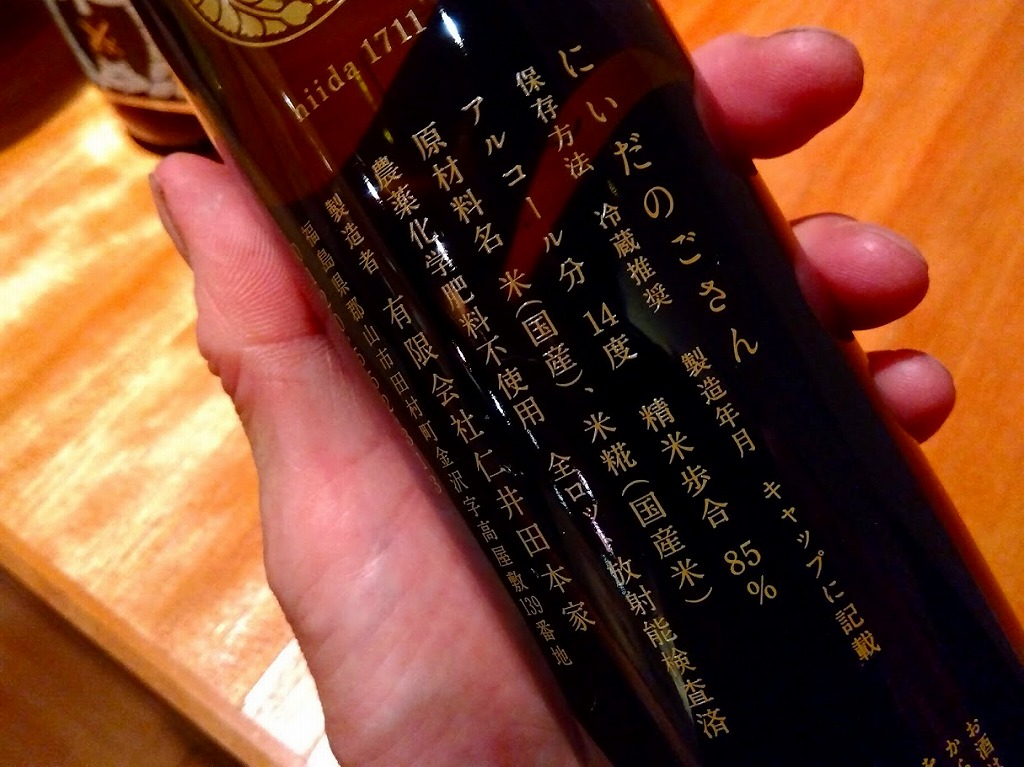 niida 1711
にいだのごさん
保存方法 冷蔵推奨 製造年月 キャップに記載
アルコール分 14度 精米歩合 85%
原材料名 米(国産)、米糀(国産米)
農薬化学肥料不使用 全ロット放射能検査済
製造者 有限会社仁井田本家
福島県郡山市田村町金沢字高屋敷139番地
お酒は